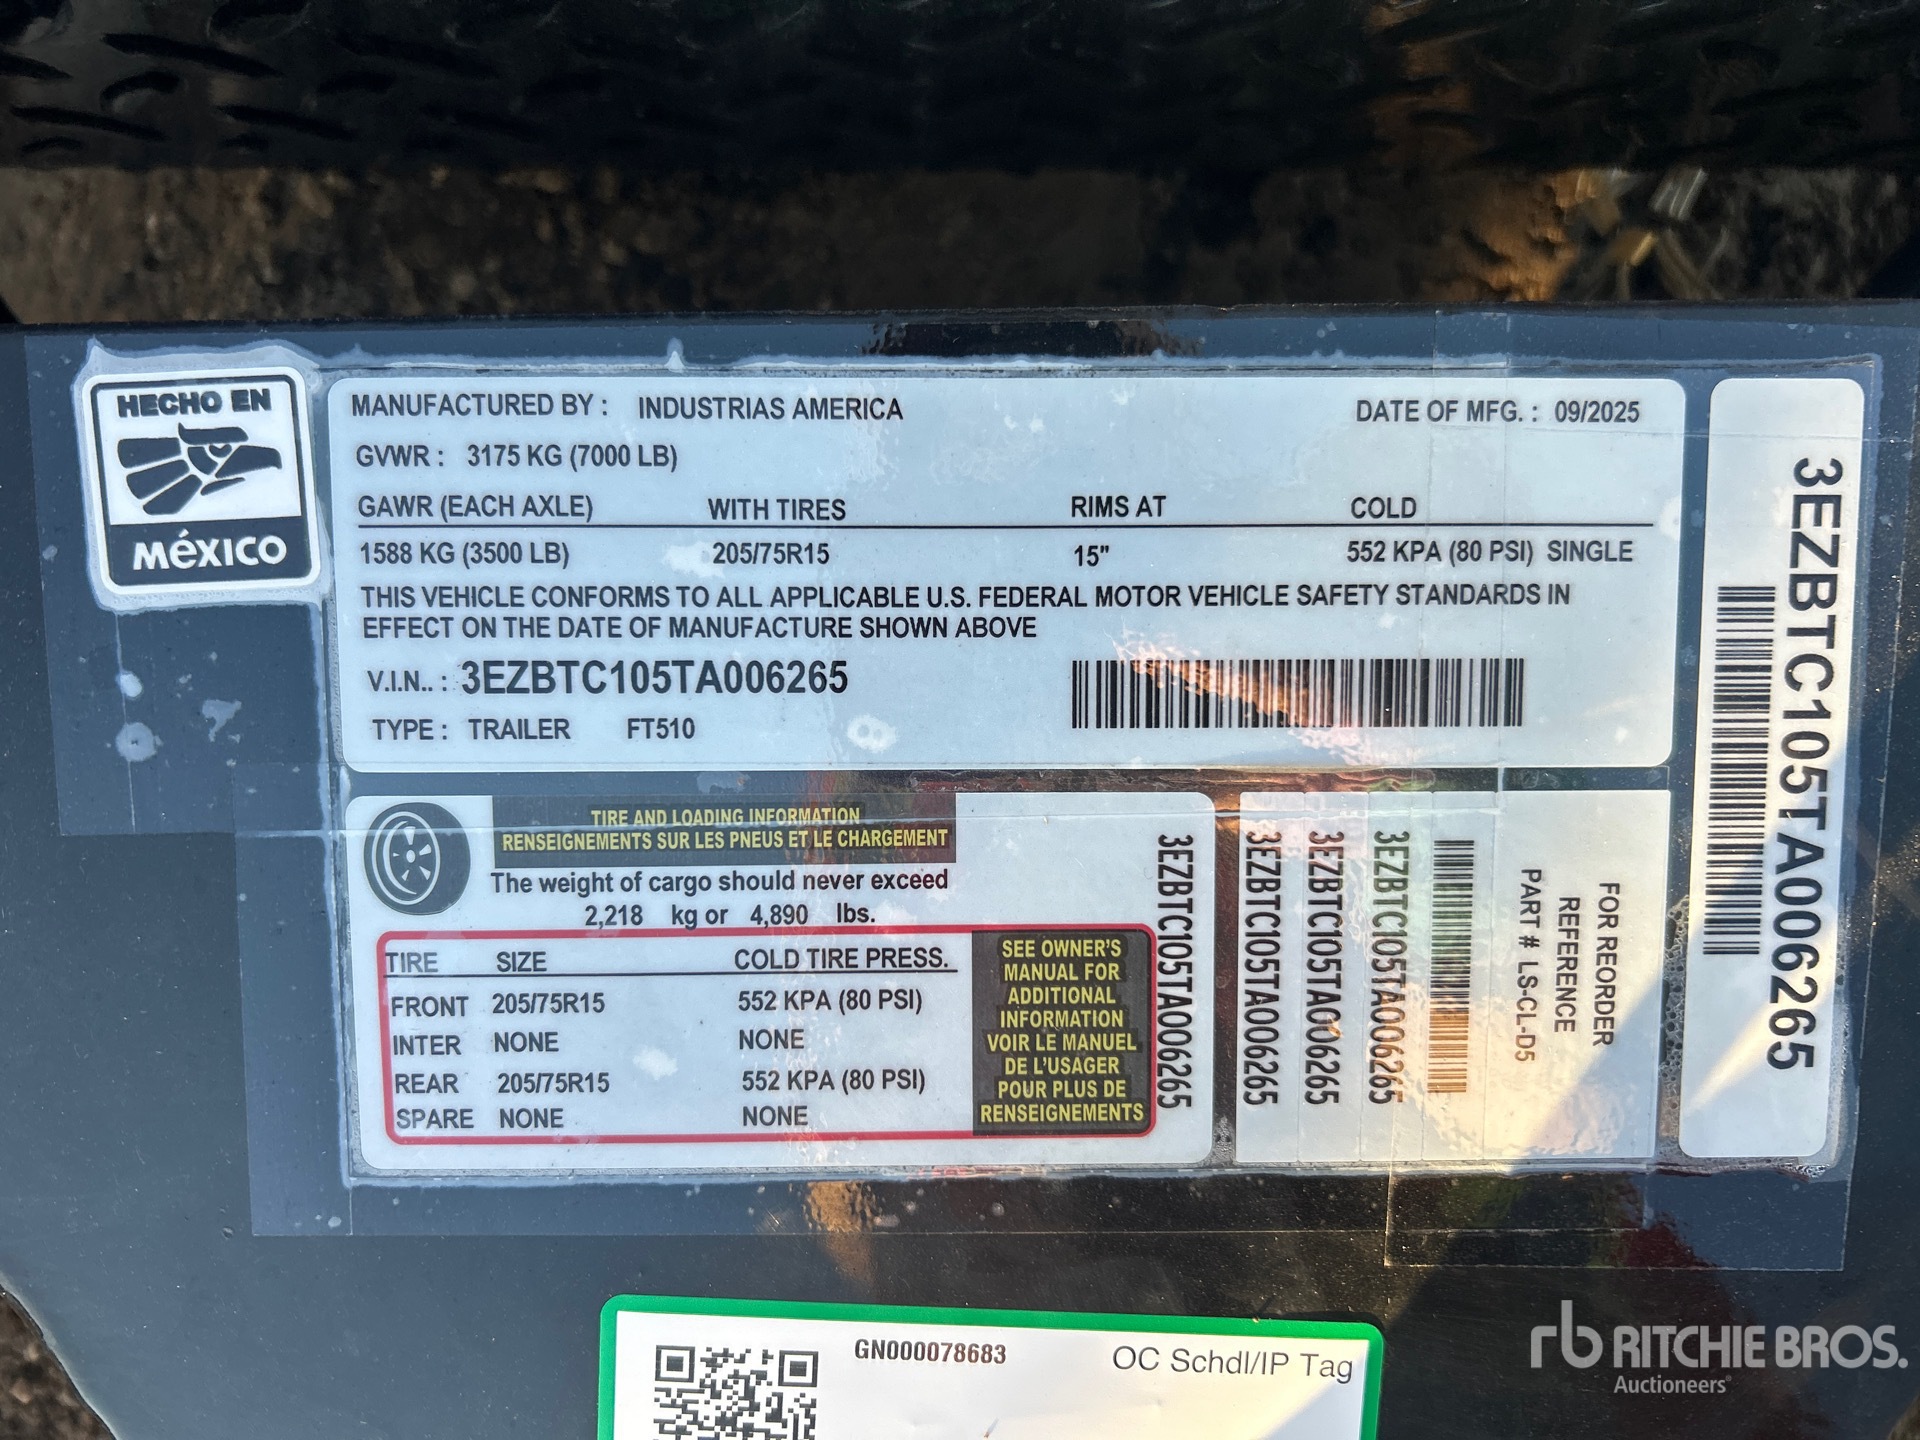 HECHO EN
MéXICO
MANUFACTURED BY : INDUSTRIAS AMERICA DATE OF MFG. : 09/2025
GVWR : 3175 KG (7000 LB)
GAWR (EACH AXLE) WITH TIRES RIMS AT COLD
1588 KG (3500 LB) 205/75R15 15" 552 KPA (80 PSI) SINGLE
THIS VEHICLE CONFORMS TO ALL APPLICABLE U.S. FEDERAL MOTOR VEHICLE SAFETY STANDARDS IN
EFFECT ON THE DATE OF MANUFACTURE SHOWN ABOVE
V.I.N.. : 3EZBTC105TA006265
TYPE : TRAILER FT510
3EZBTC105TA006265
TIRE AND LOADING INFORMATION
RENSEIGNEMENTS SUR LES PNEUS ET LE CHARGEMENT
The weight of cargo should never exceed
2,218 kg or 4,890 lbs.
TIRE SIZE COLD TIRE PRESS.
FRONT 205/75R15 552 KPA (80 PSI)
INTER NONE NONE
REAR 205/75R15 552 KPA (80 PSI)
SPARE NONE NONE
SEE OWNER'S
MANUAL FOR
ADDITIONAL
INFORMATION
VOIR LE MANUEL
DE L'USAGER
POUR PLUS DE
RENSEIGNEMENTS
3EZBTC105TA006265
3EZBTC105TA006265
3EZBTC105TA006265
3EZBTC105TA006265
FOR REORDER
REFERENCE
PART # LS-CL-D5
GN000078683
OC Schdl/IP Tag
rb RITCHIE BROS.
Auctioneers